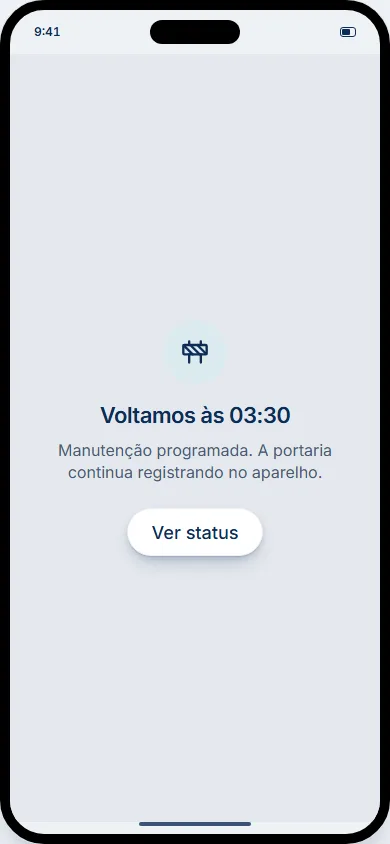 9:41
Voltamos às 03:30
Manutenção programada. A portaria
continua registrando no aparelho.
Ver status